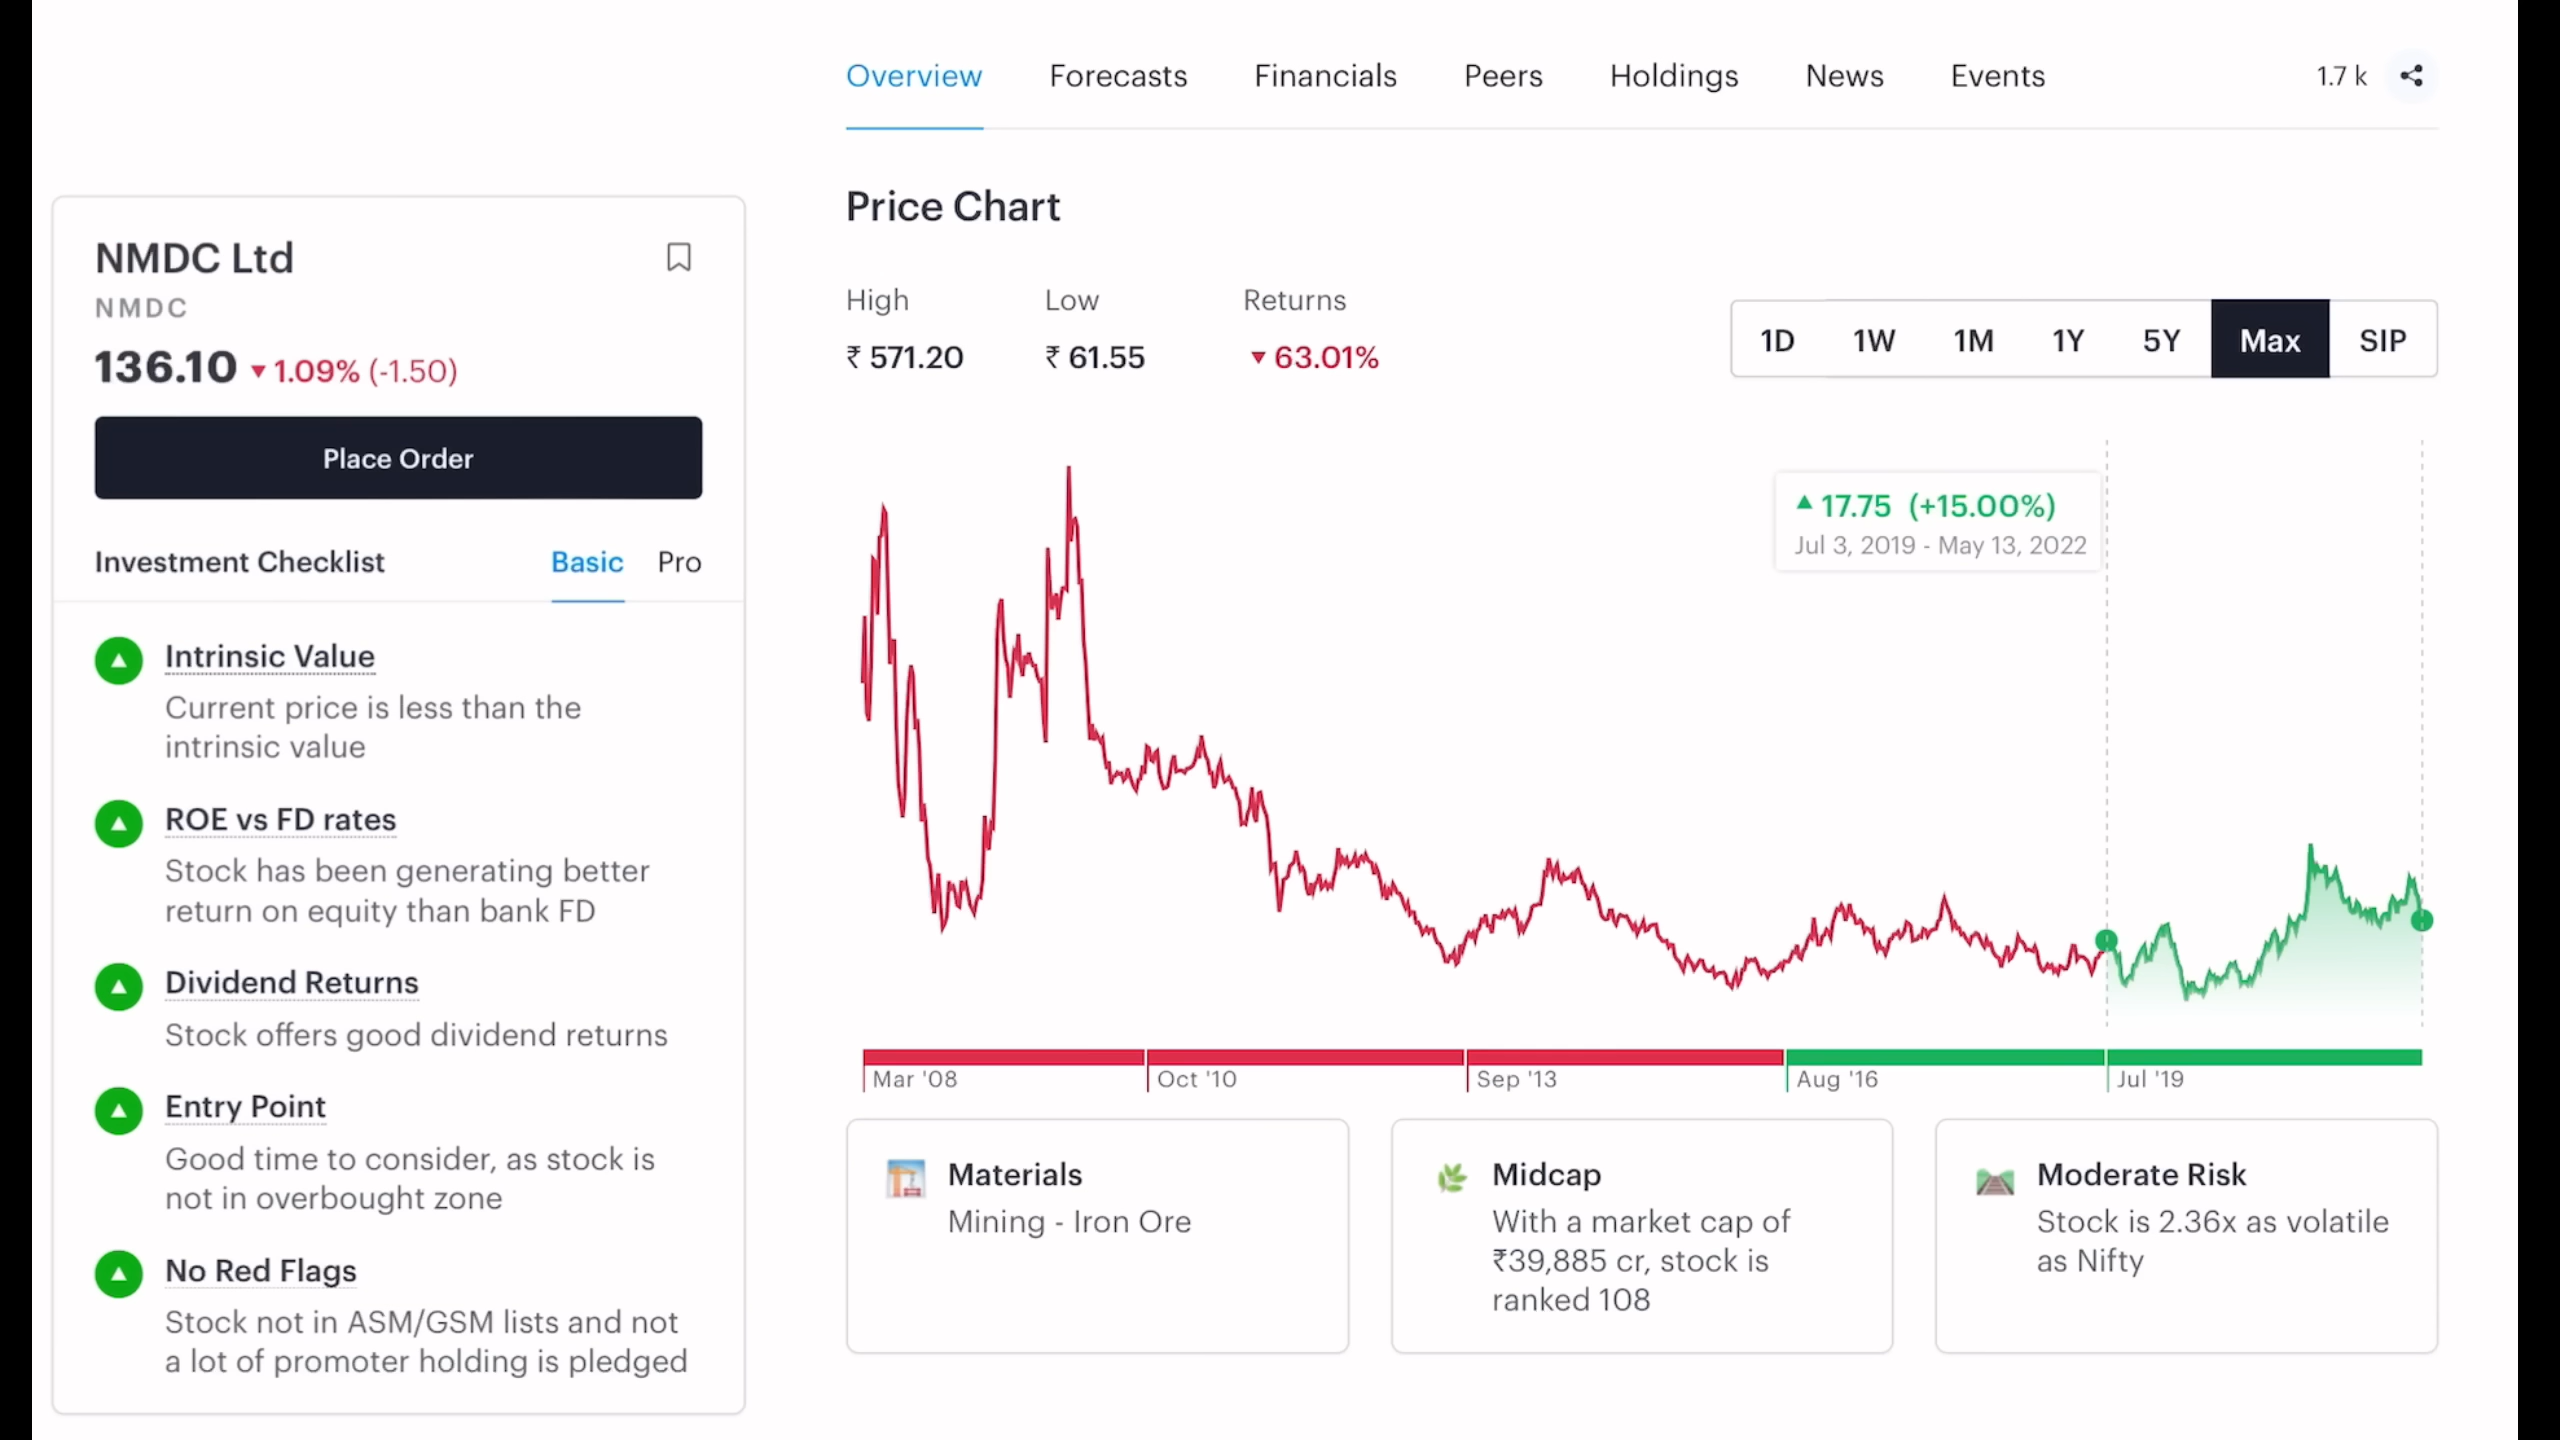 Overview Forecasts Financials Peers Holdings News Events 1.7 k
NMDC Ltd
NMDC
136.10 ▼ 1.09% (-1.50)
Place Order
Investment Checklist Basic Pro
Intrinsic Value
Current price is less than the
intrinsic value
ROE vs FD rates
Stock has been generating better
return on equity than bank FD
Dividend Returns
Stock offers good dividend returns
Entry Point
Good time to consider, as stock is
not in overbought zone
No Red Flags
Stock not in ASM/GSM lists and not
a lot of promoter holding is pledged
Price Chart
High Low Returns
₹ 571.20 ₹ 61.55 ▼ 63.01%
1D 1W 1M 1Y 5Y Max SIP
▲ 17.75 (+15.00%)
Jul 3, 2019 - May 13, 2022
Mar '08 Oct '10 Sep '13 Aug '16 Jul '19
Materials
Mining - Iron Ore
Midcap
With a market cap of
₹39,885 cr, stock is
ranked 108
Moderate Risk
Stock is 2.36x as volatile
as Nifty